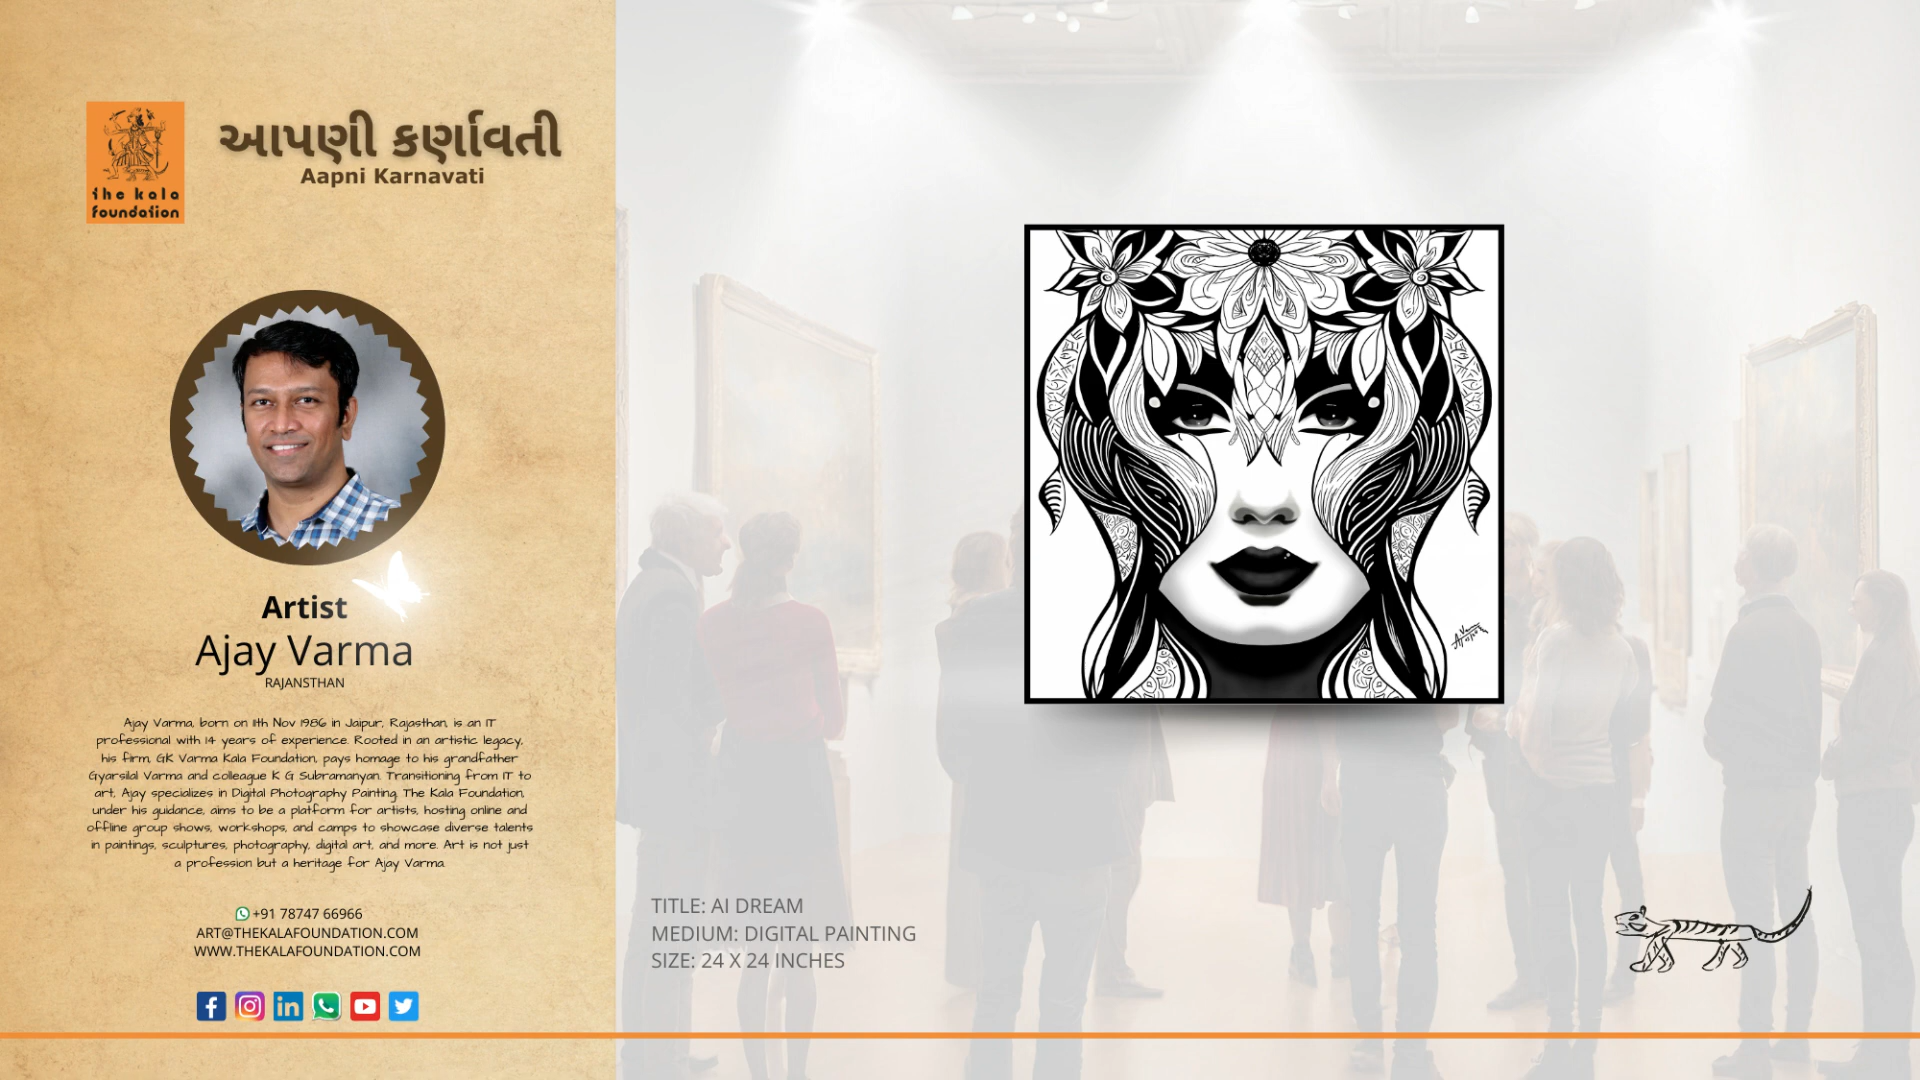 the kala
foundation
આપણી કર્ણાવતી
Aapni Karnavati
Artist
Ajay Varma
RAJANSTHAN
Ajay Varma, born on 11th Nov 1986 in Jaipur, Rajasthan, is an IT
professional with 14 years of experience. Rooted in an artistic legacy,
his firm, GK Varma Kala Foundation, pays homage to his grandfather
Gyarsilal Varma and colleague K G Subramanyan. Transitioning from IT to
art, Ajay specializes in Digital Photography Painting. The Kala Foundation,
under his guidance, aims to be a platform for artists, hosting online and
offline group shows, workshops, and camps to showcase diverse talents
in paintings, sculptures, photography, digital art, and more. Art is not just
a profession but a heritage for Ajay Varma.
+91 78747 66966
ART@THEKALAFOUNDATION.COM
WWW.THEKALAFOUNDATION.COM
TITLE: AI DREAM
MEDIUM: DIGITAL PAINTING
SIZE: 24 X 24 INCHES